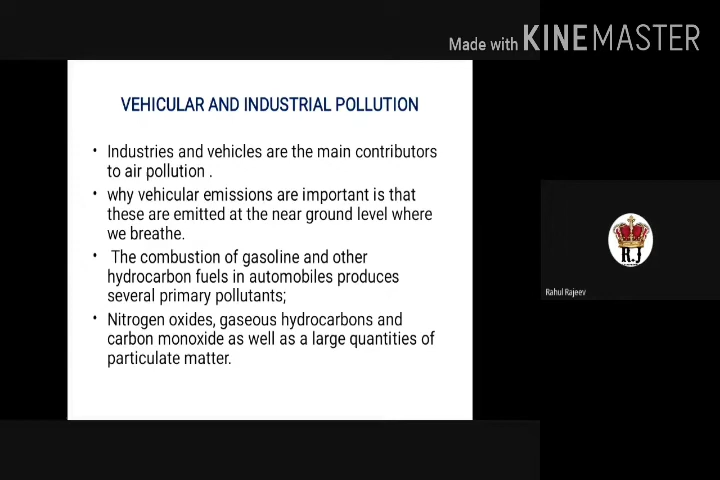 Made with KINEMASTER
VEHICULAR AND INDUSTRIAL POLLUTION
• Industries and vehicles are the main contributors
to air pollution .
• why vehicular emissions are important is that
these are emitted at the near ground level where
we breathe.
• The combustion of gasoline and other
hydrocarbon fuels in automobiles produces
several primary pollutants;
• Nitrogen oxides, gaseous hydrocarbons and
carbon monoxide as well as a large quantities of
particulate matter.
R.J
Rahul Rajeev